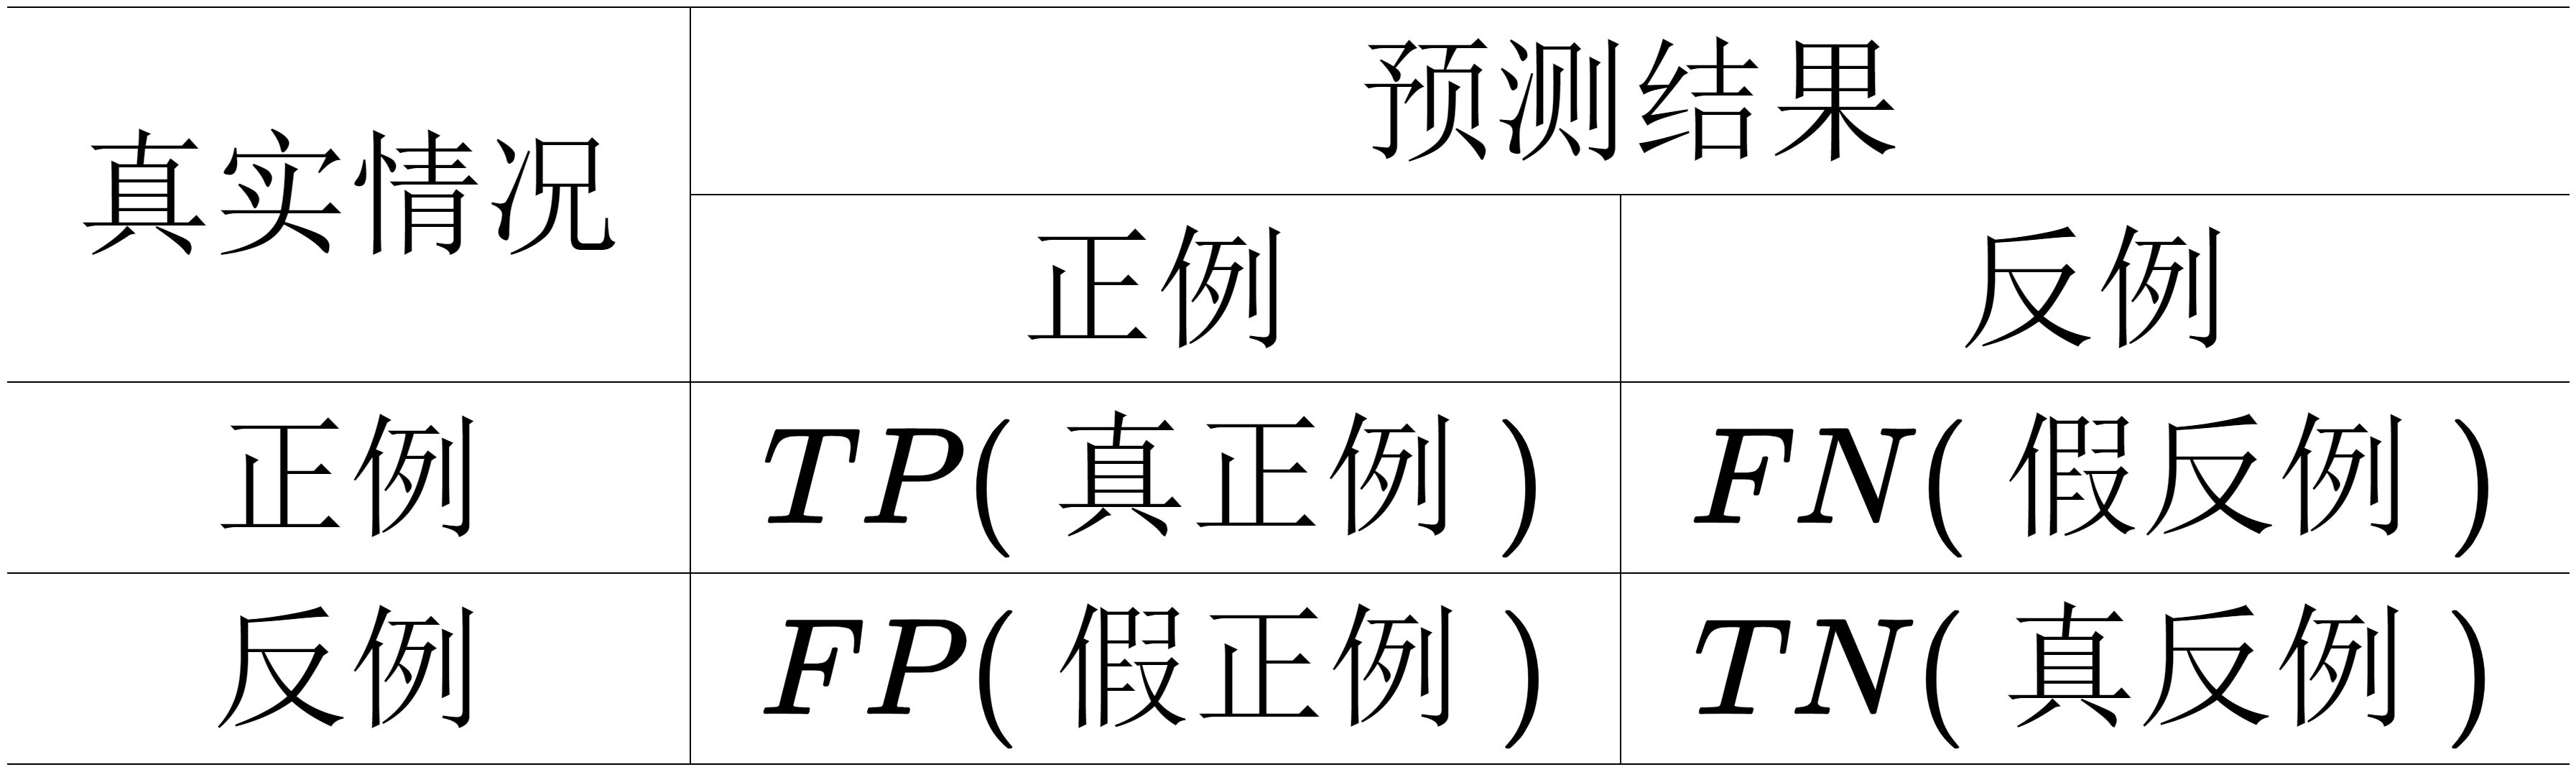 预测结果
真实情况
正例 反例
正例 TP( 真正例 ) FN( 假反例 )
反例 FP( 假正例 ) TN( 真反例 )